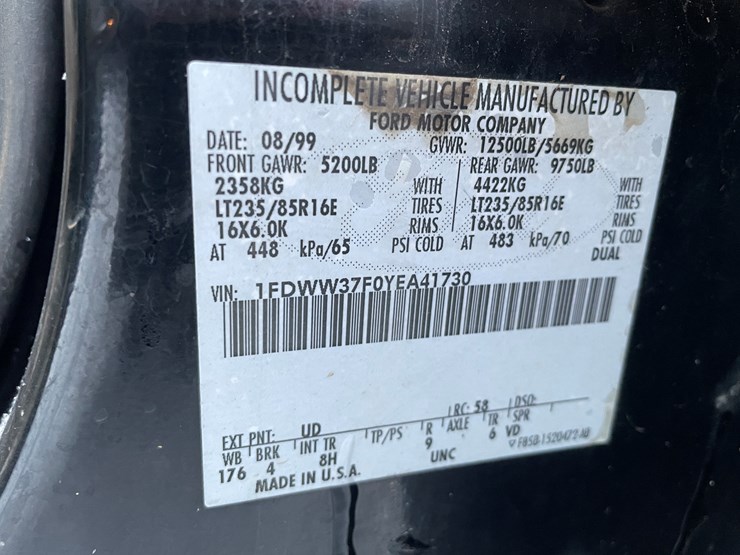 INCOMPLETE VEHICLE MANUFACTURED BY
FORD MOTOR COMPANY
DATE: 08/99 GVWR: 12500LB/5669KG
FRONT GAWR: 5200LB REAR GAWR: 9750LB
2358KG WITH 4422KG WITH
LT235/85R16E TIRES LT235/85R16E TIRES
16X6.0K RIMS 16X6.0K RIMS
AT 448 kPa/65 PSI COLD AT 483 kPa/70 PSI COLD
DUAL
VIN: 1FDWW37F0YEA41730
EXT PNT: UD RC: 58 DSO:
WB BRK INT TR TP/PS R AXLE TR SPR
176 4 8H 9 6 VD
UNC
MADE IN U.S.A.